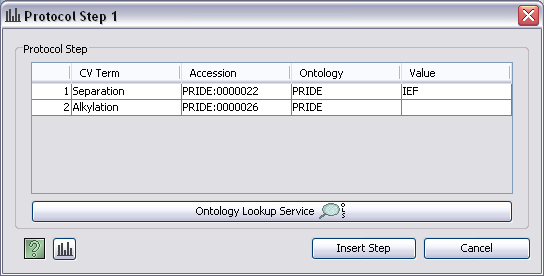 Protocol Step 1
Protocol Step
CV Term Accession Ontology Value
1 Separation PRIDE:0000022 PRIDE IEF
2 Alkylation PRIDE:0000026 PRIDE
Ontology Lookup Service OLS
? Insert Step Cancel